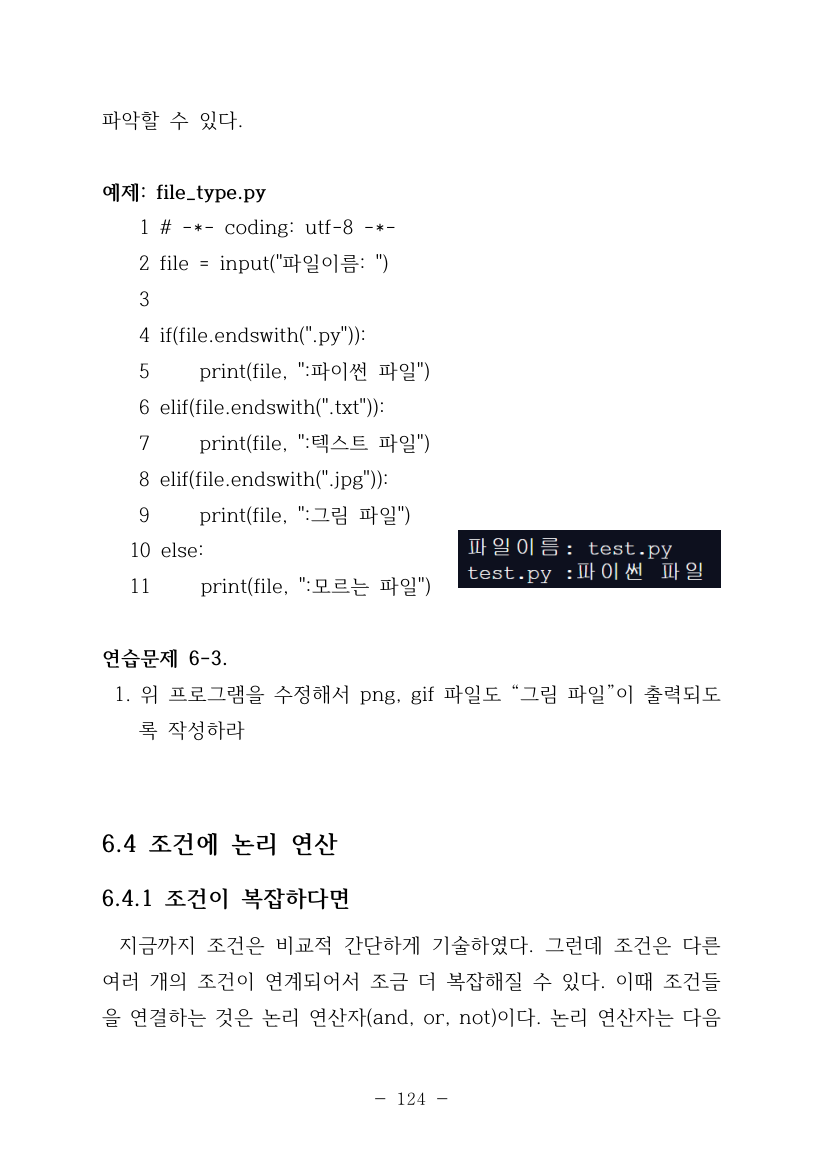 파악할 수 있다.
예제: file_type.py
1 # -*- coding: utf-8 -*-
2 file = input("파일이름: ")
3
4 if(file.endswith(".py")):
5     print(file, ":파이썬 파일")
6 elif(file.endswith(".txt")):
7     print(file, ":텍스트 파일")
8 elif(file.endswith(".jpg")):
9     print(file, ":그림 파일")
10 else:
11     print(file, ":모르는 파일")
파일이름: test.py
test.py :파이썬 파일
연습문제 6-3.
1. 위 프로그램을 수정해서 png, gif 파일도 “그림 파일”이 출력되도
록 작성하라
6.4 조건에 논리 연산
6.4.1 조건이 복잡하다면
지금까지 조건은 비교적 간단하게 기술하였다. 그런데 조건은 다른
여러 개의 조건이 연계되어서 조금 더 복잡해질 수 있다. 이때 조건들
을 연결하는 것은 논리 연산자(and, or, not)이다. 논리 연산자는 다음
- 124 -